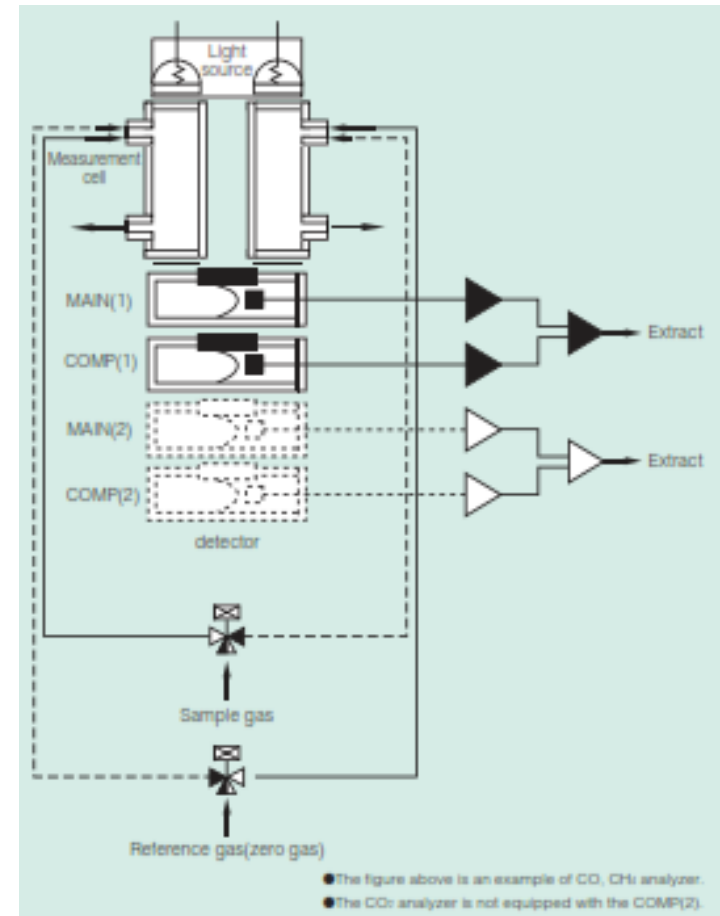 Light
source
Measurement
cell
MAIN(1)
Extract
COMP(1)
MAIN(2)
Extract
COMP(2)
detector
Sample gas
Reference gas(zero gas)
●The figure above is an example of CO, CH₄ analyzer.
●The CO₂ analyzer is not equipped with the COMP(2).